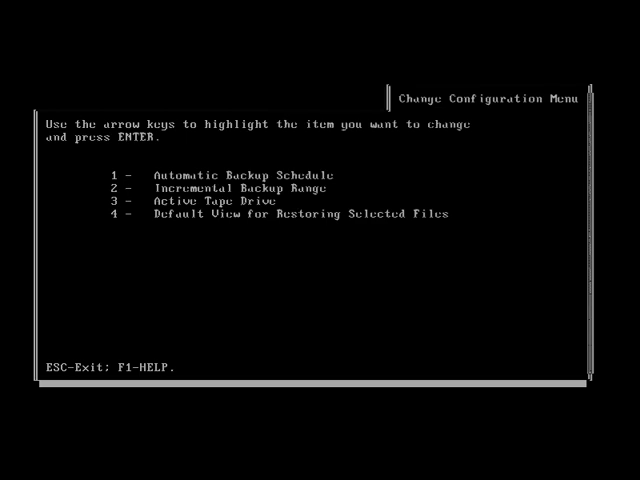 Change Configuration Menu
Use the arrow keys to highlight the item you want to change
and press ENTER.
1 - Automatic Backup Schedule
2 - Incremental Backup Range
3 - Active Tape Drive
4 - Default View for Restoring Selected Files
ESC-Exit; F1-HELP.